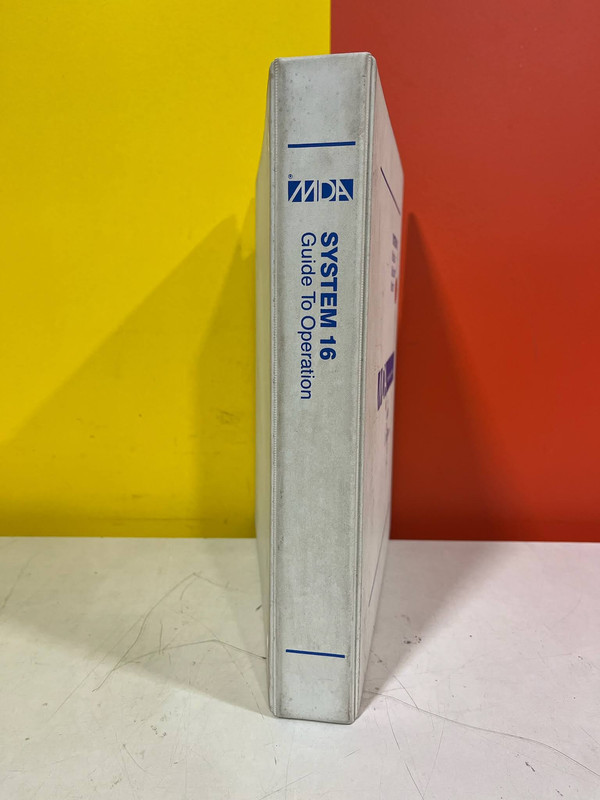 ® MDA
SYSTEM 16
Guide To Operation